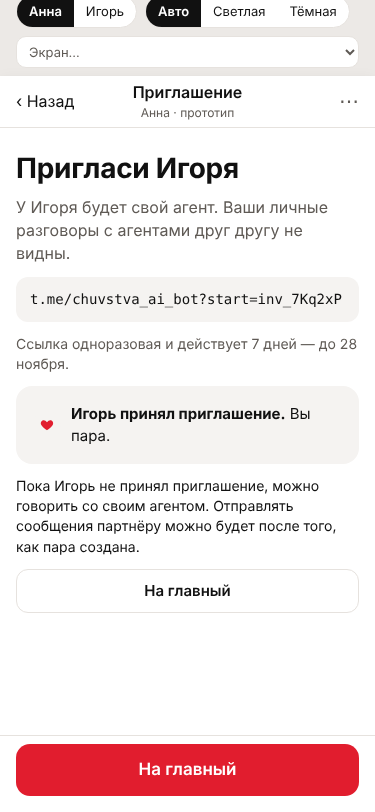 Анна Игорь Авто Светлая Тёмная
Экран...
‹ Назад
Приглашение
Анна · прототип
Пригласи Игоря
У Игоря будет свой агент. Ваши личные
разговоры с агентами друг другу не
видны.
t.me/chuvstva_ai_bot?start=inv_7Kq2xP
Ссылка одноразовая и действует 7 дней — до 28
ноября.
Игорь принял приглашение. Вы
пара.
Пока Игорь не принял приглашение, можно
говорить со своим агентом. Отправлять
сообщения партнёру можно будет после того,
как пара создана.
На главный
На главный